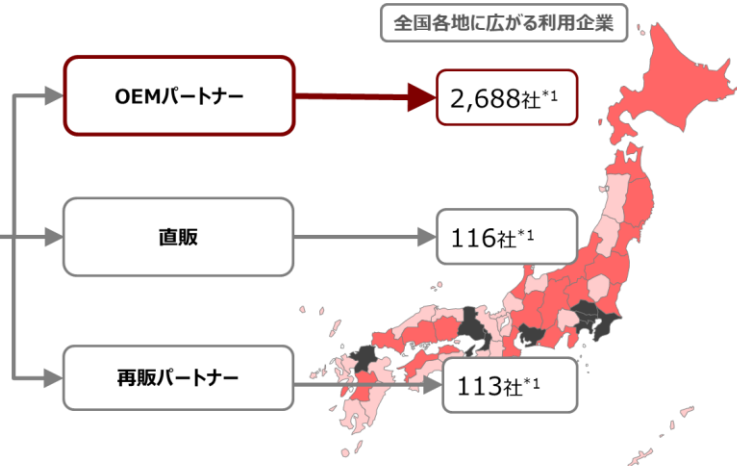 全国各地に広がる利用企業
OEMパートナー
2,688社*1
直販
116社*1
再販パートナー
113社*1